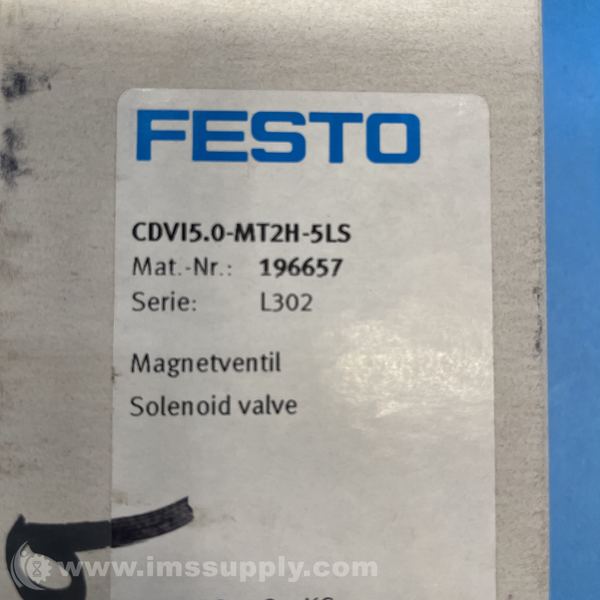 FESTO
CDVI5.0-MT2H-5LS
Mat.-Nr.: 196657
Serie: L302
Magnetventil
Solenoid valve
www.imssupply.com